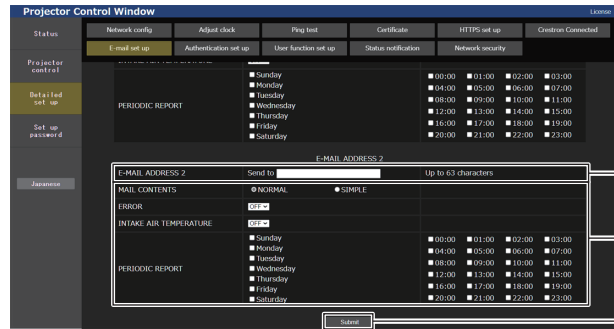 Projector Control Window
License
Status
Network config
Adjust clock
Ping test
Certificate
HTTPS set up
Crestron Connected
E-mail set up
Authentication set up
User function set up
Status notification
Network security
Projector control
Detailed set up
Set up password
Japanese
PERIODIC REPORT
Sunday
Monday
Tuesday
Wednesday
Thursday
Friday
Saturday
00:00 01:00 02:00 03:00
04:00 05:00 06:00 07:00
08:00 09:00 10:00 11:00
12:00 13:00 14:00 15:00
16:00 17:00 18:00 19:00
20:00 21:00 22:00 23:00
E-MAIL ADDRESS 2
E-MAIL ADDRESS 2 Send to Up to 63 characters
MAIL CONTENTS NORMAL SIMPLE
ERROR OFF
INTAKE AIR TEMPERATURE OFF
PERIODIC REPORT
Sunday
Monday
Tuesday
Wednesday
Thursday
Friday
Saturday
00:00 01:00 02:00 03:00
04:00 05:00 06:00 07:00
08:00 09:00 10:00 11:00
12:00 13:00 14:00 15:00
16:00 17:00 18:00 19:00
20:00 21:00 22:00 23:00
Submit